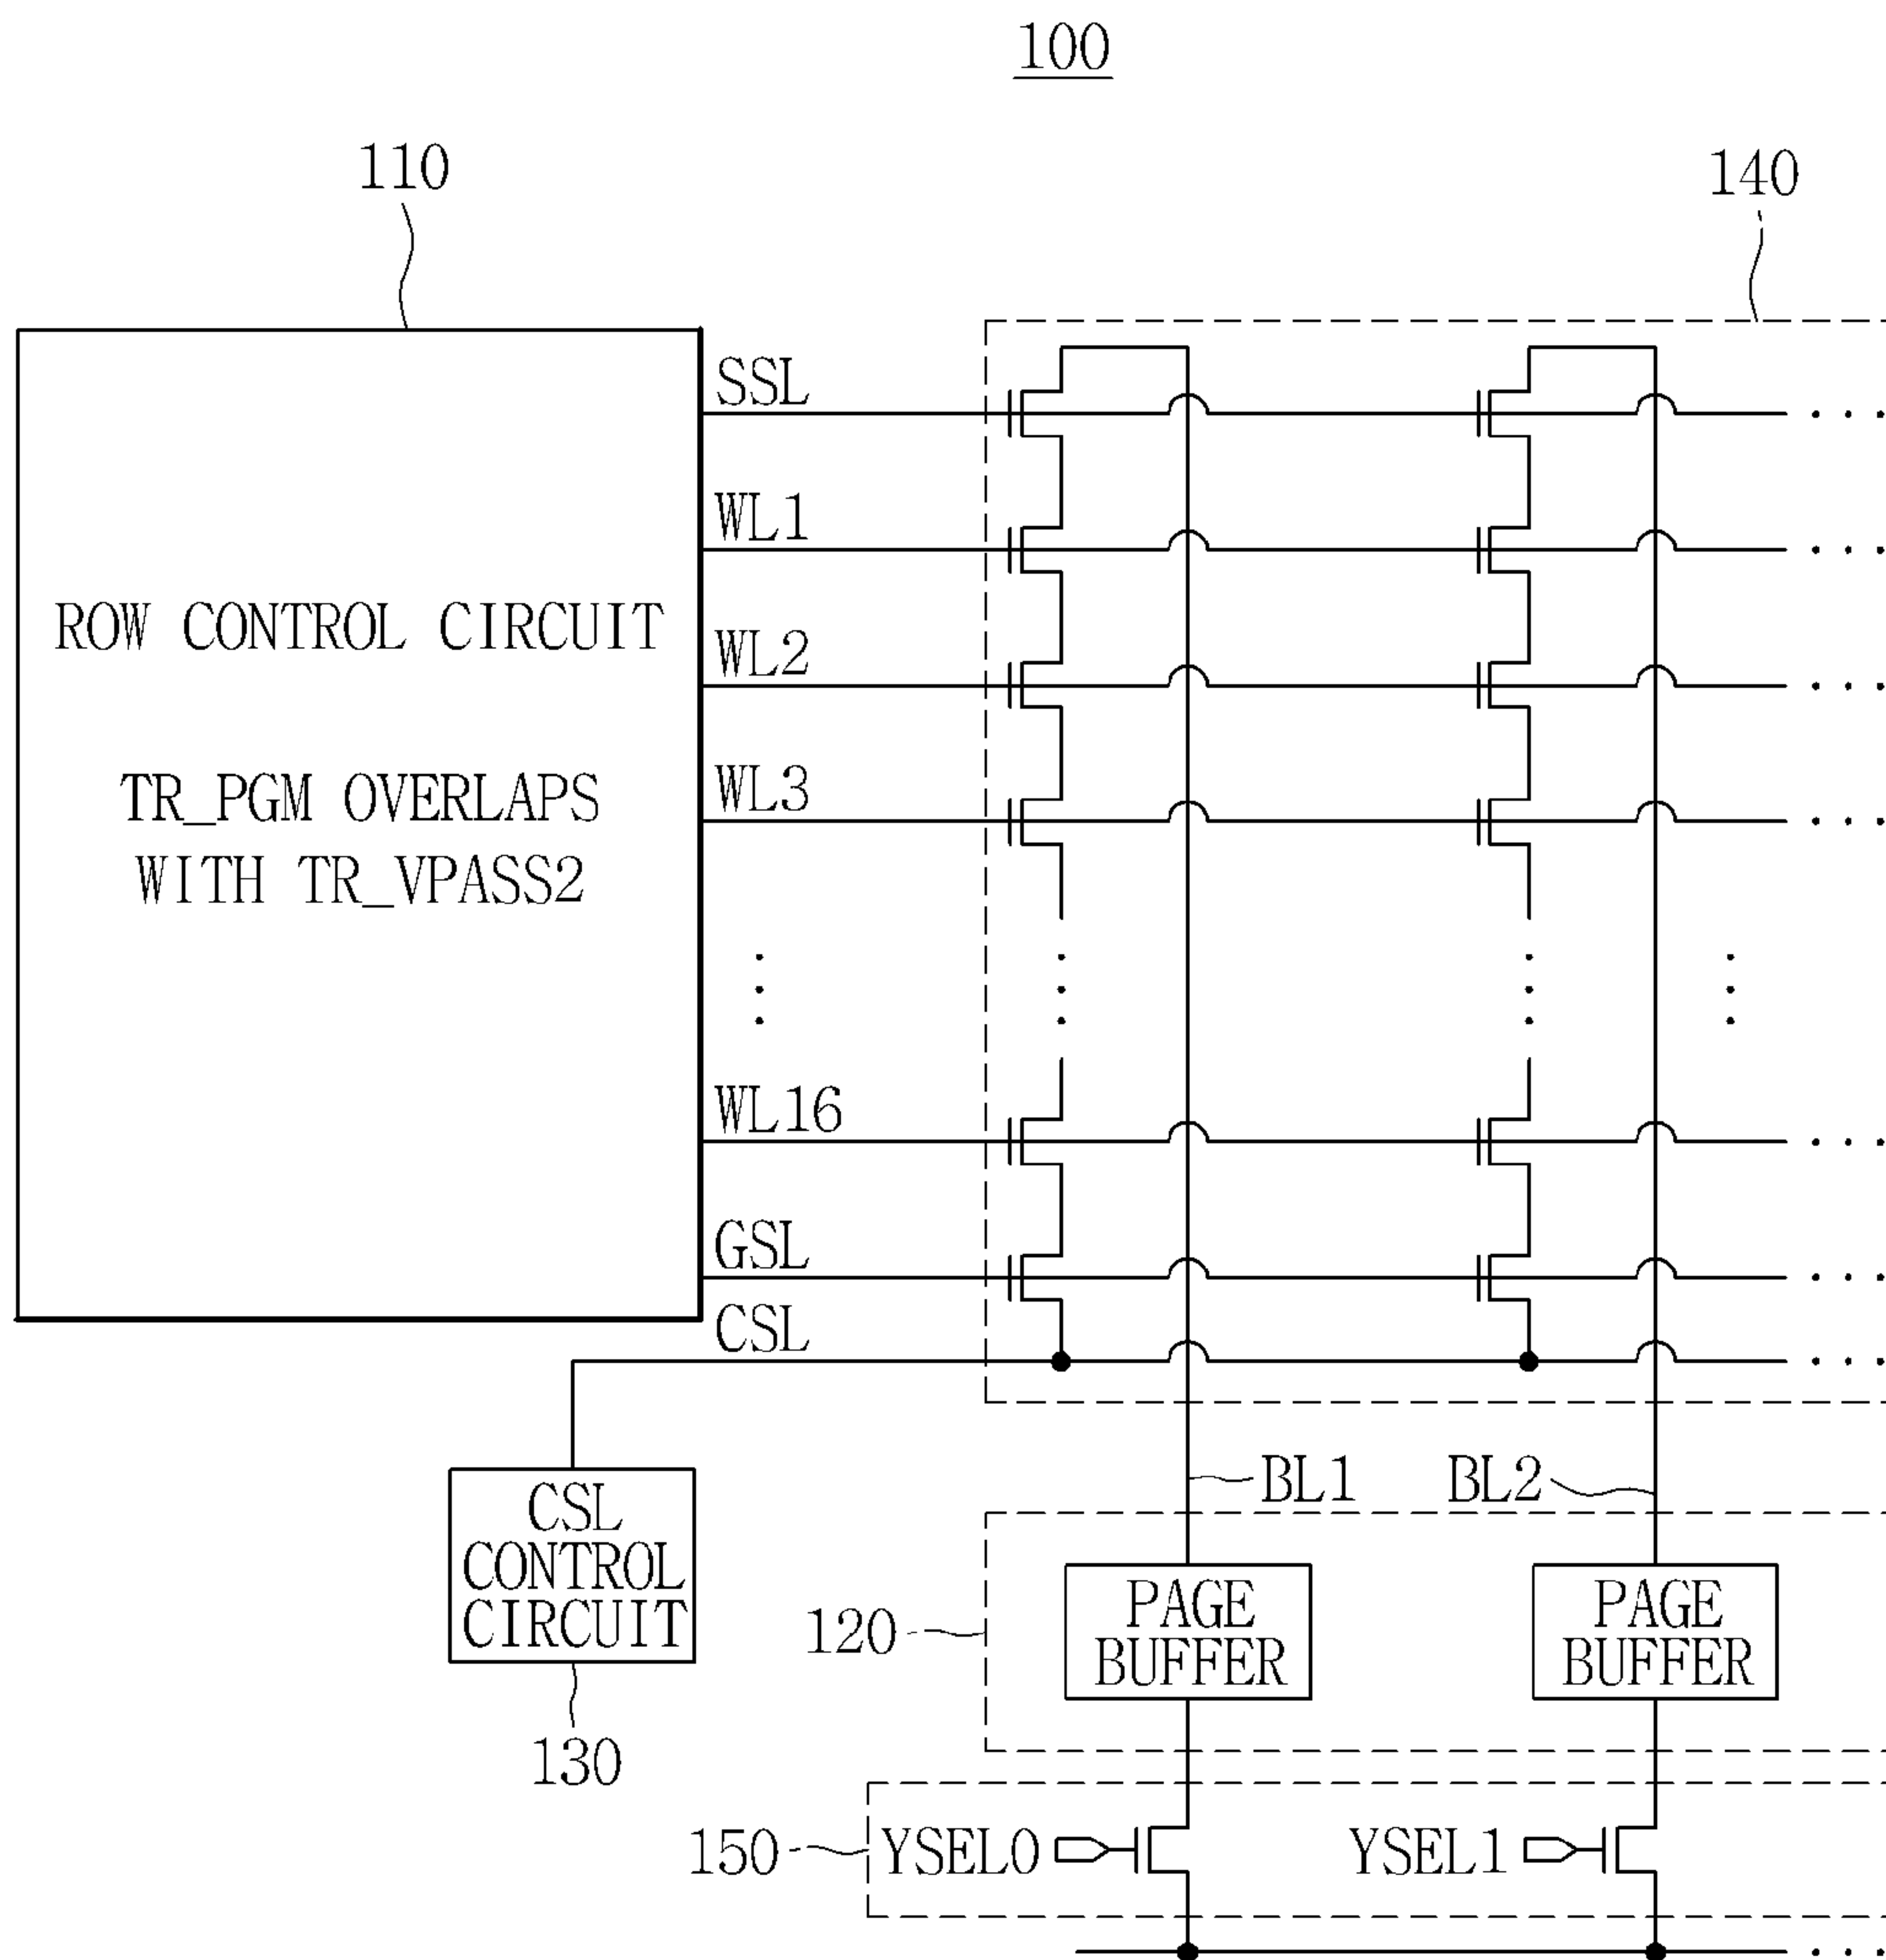 100
110
140
SSL
WL1
WL2
WL3
WL16
GSL
CSL
ROW CONTROL CIRCUIT
TR_PGM OVERLAPS
WITH TR_VPASS2
BL1
BL2
CSL
CONTROL
CIRCUIT
130
120
PAGE
BUFFER
PAGE
BUFFER
150
YSEL0
YSEL1